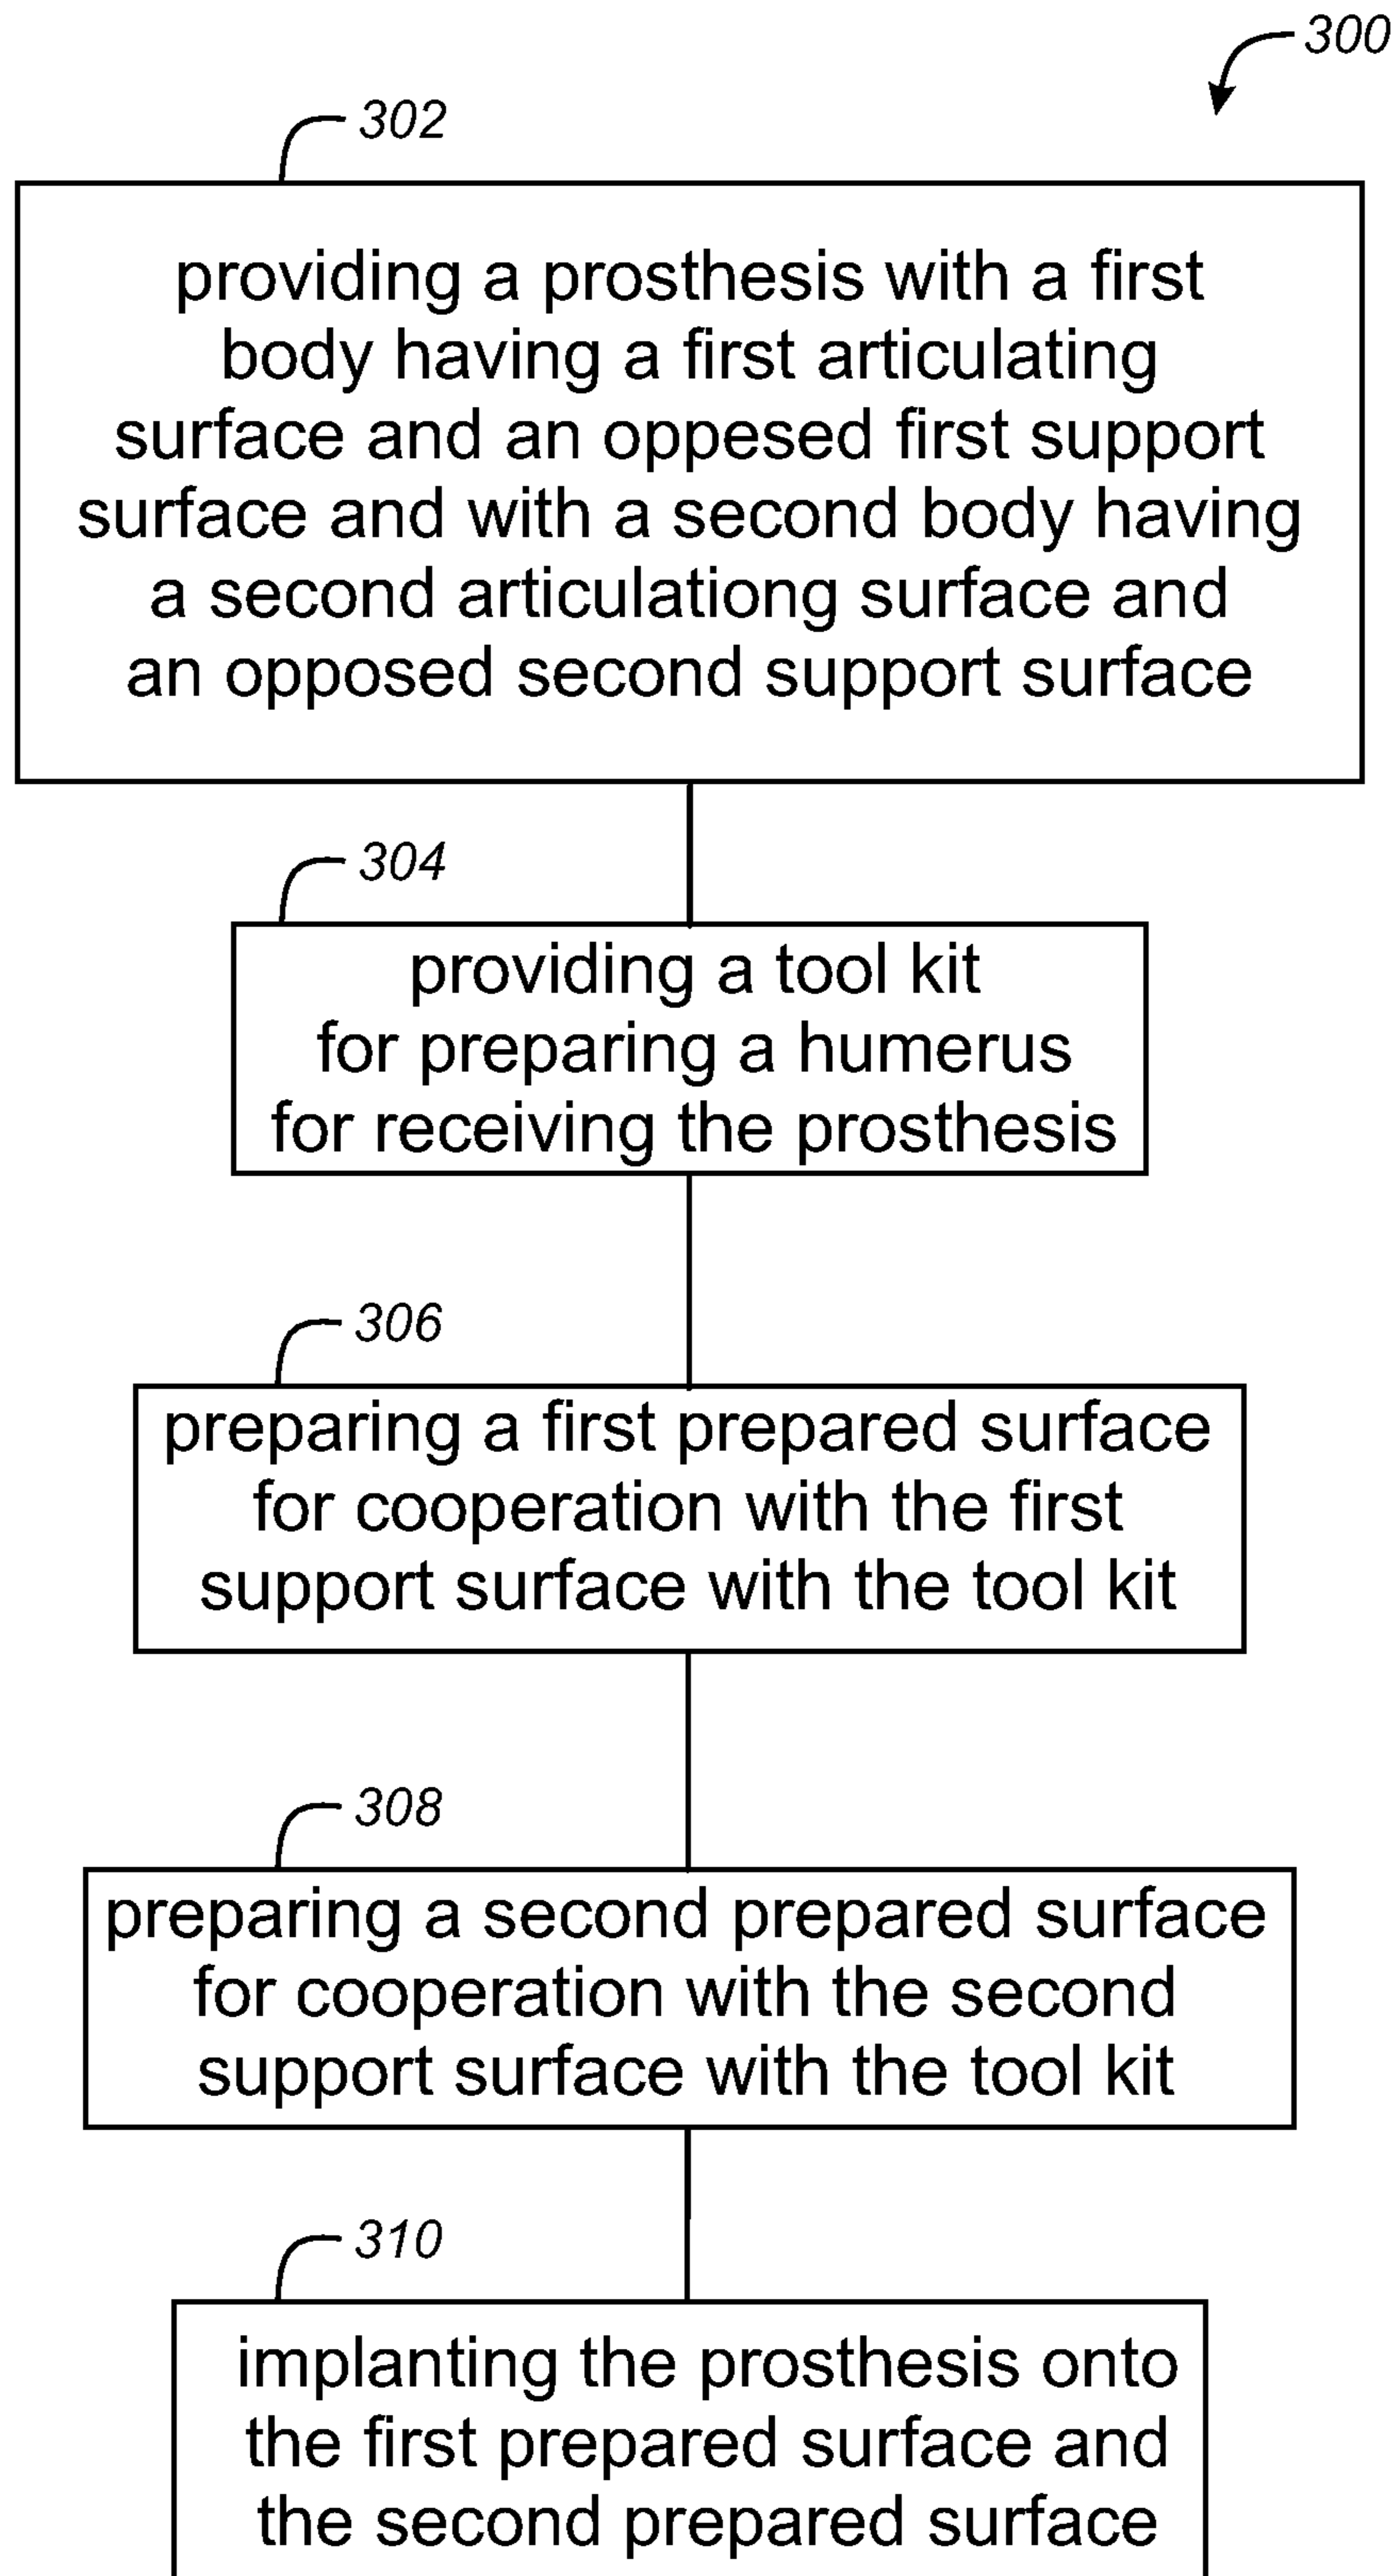 300
302
providing a prosthesis with a first
body having a first articulating
surface and an oppesed first support
surface and with a second body having
a second articulationg surface and
an opposed second support surface
304
providing a tool kit
for preparing a humerus
for receiving the prosthesis
306
preparing a first prepared surface
for cooperation with the first
support surface with the tool kit
308
preparing a second prepared surface
for cooperation with the second
support surface with the tool kit
310
implanting the prosthesis onto
the first prepared surface and
the second prepared surface